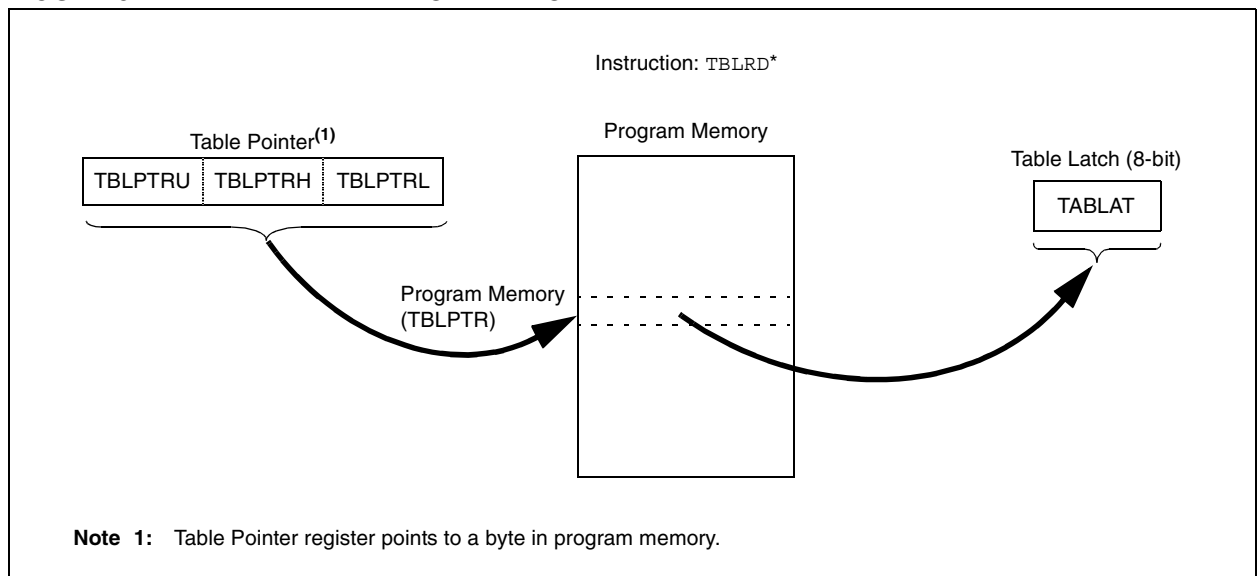 Instruction: TBLRD*
Table Pointer(1)
Program Memory
Table Latch (8-bit)
TBLPTRU TBLPTRH TBLPTRL
TABLAT
Program Memory
(TBLPTR)
Note 1: Table Pointer register points to a byte in program memory.